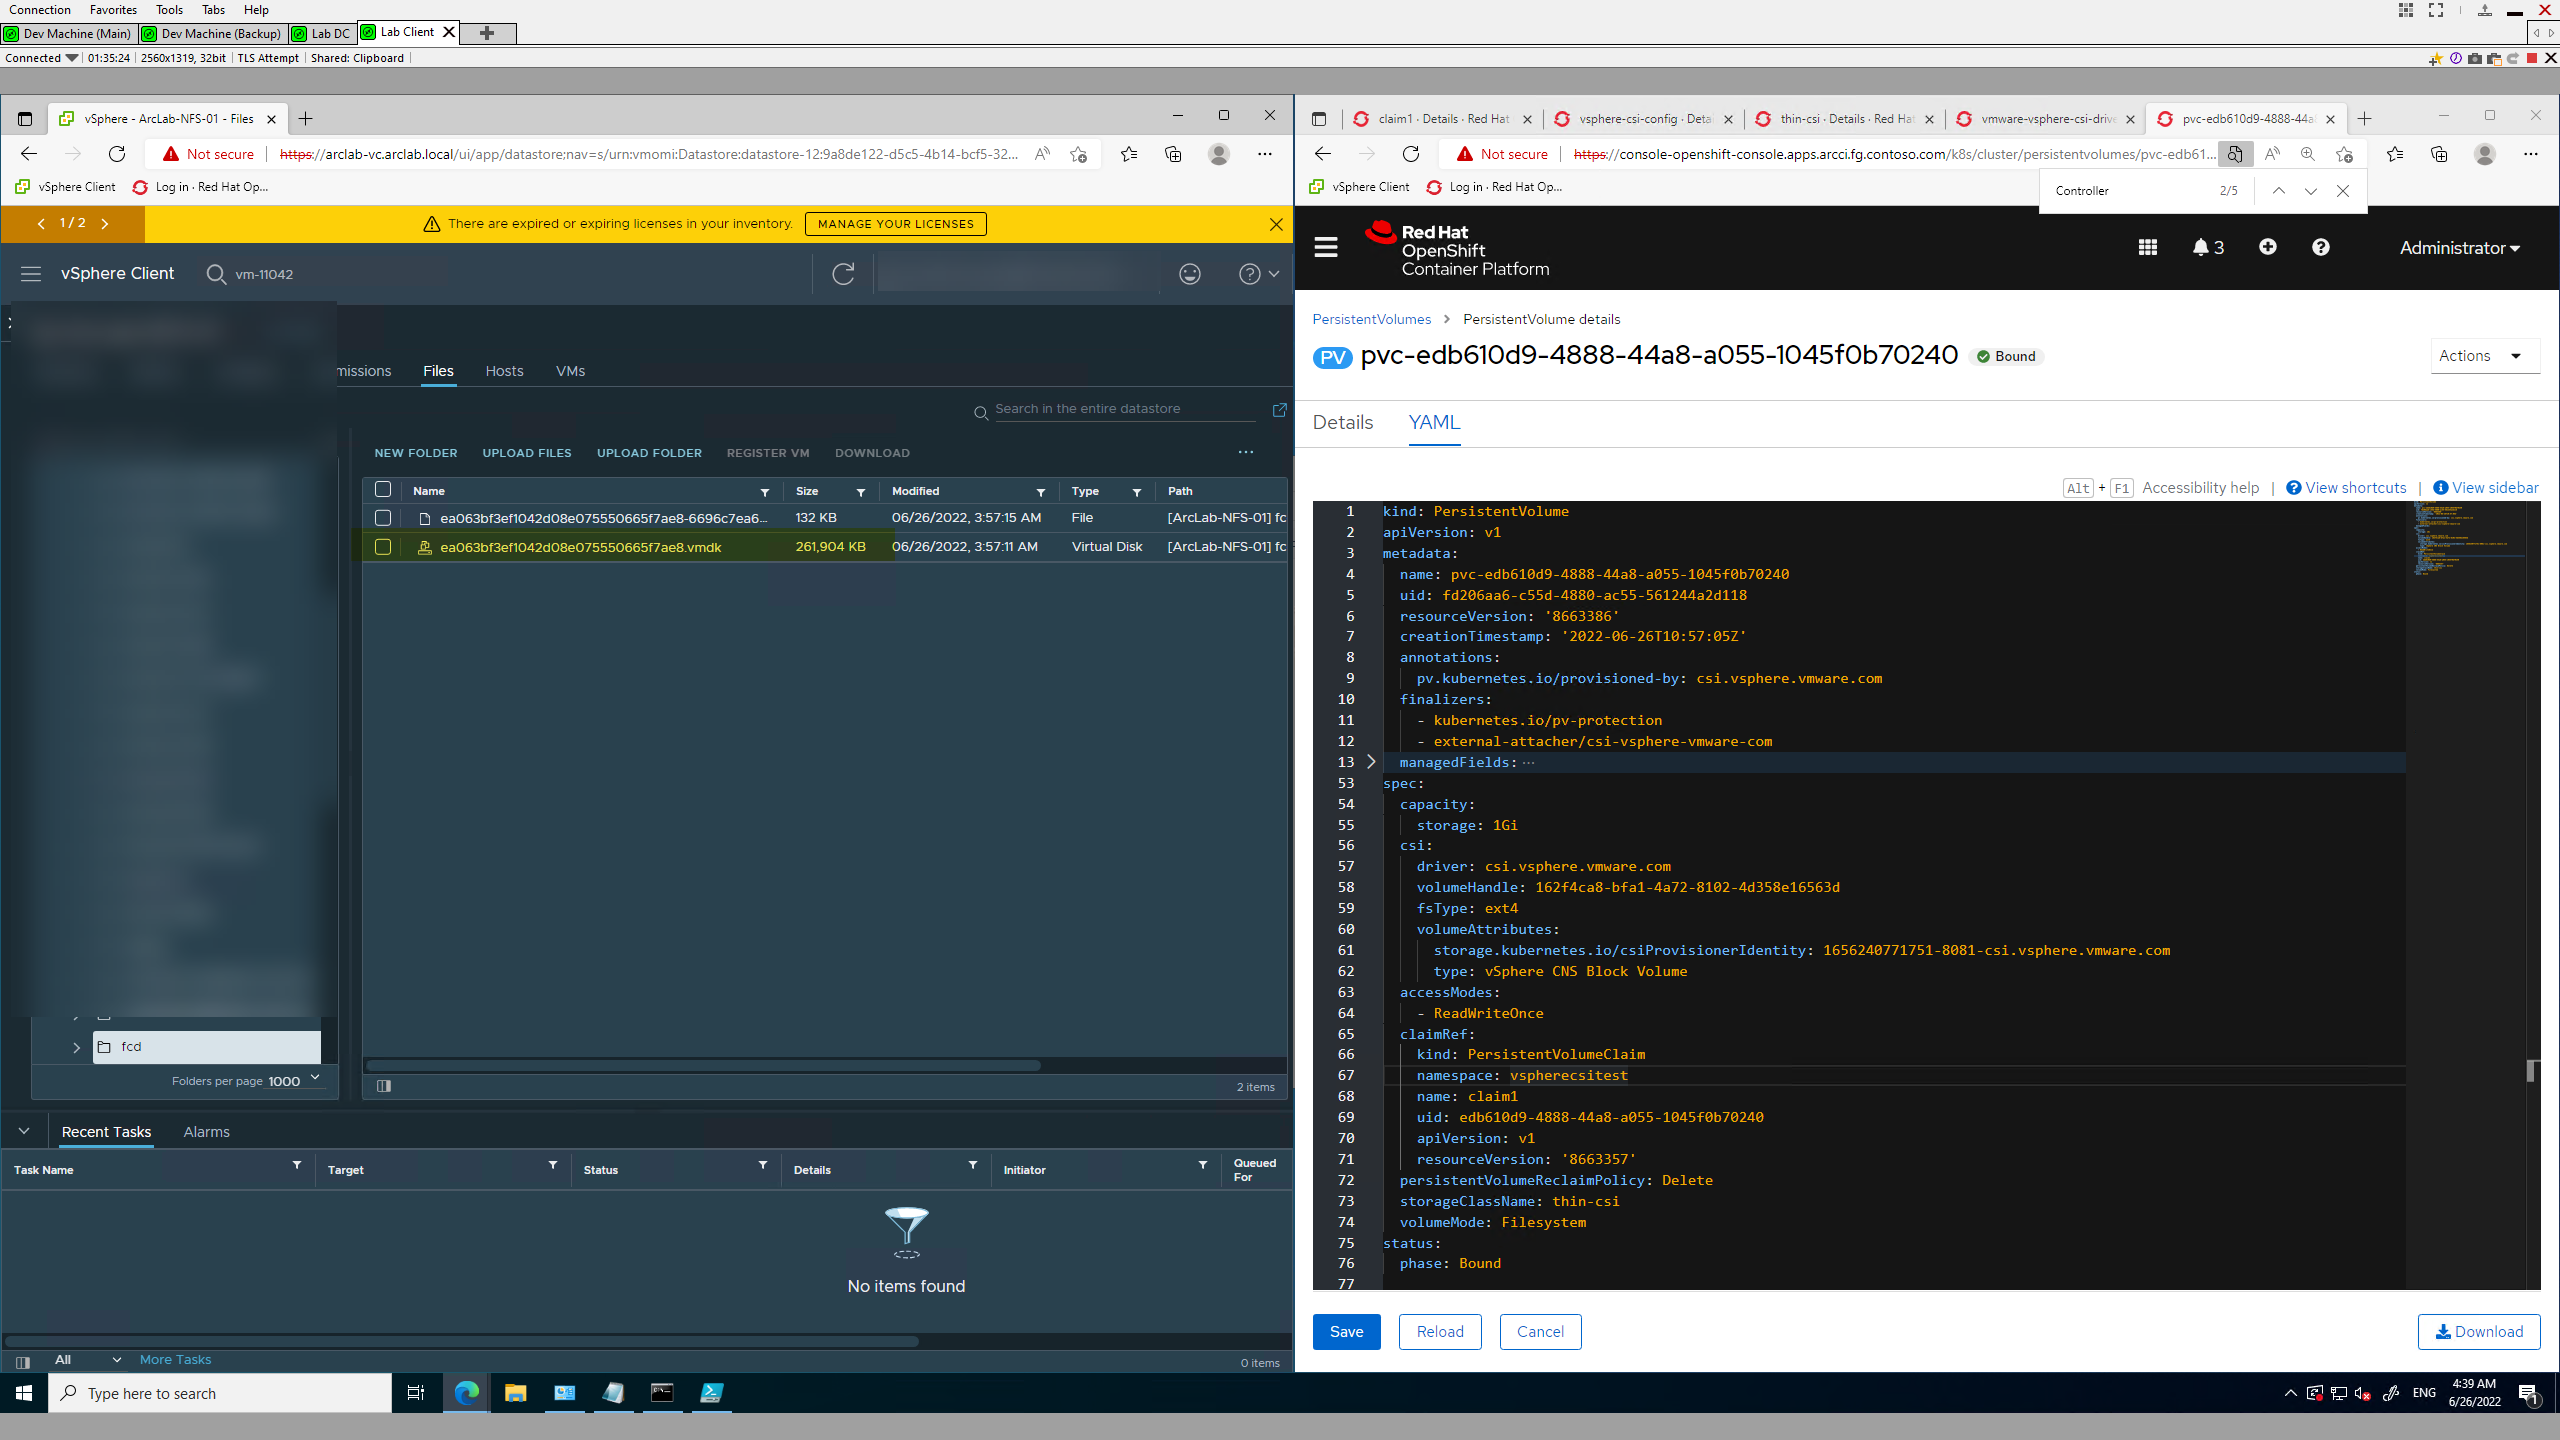 Connection Favorites Tools Tabs Help
Dev Machine (Main) Dev Machine (Backup) Lab DC Lab Client
Connected 01:35:24 2560x1319, 32bit TLS Attempt Shared: Clipboard
vSphere - ArcLab-NFS-01 - Files
Not secure https://arclab-vc.arclab.local/ui/app/datastore;nav=s/urn:vmomi:Datastore:datastore-12:9a8de122-d5c5-4b14-bcf5-32...
vSphere Client Log in · Red Hat Op...
1 / 2 There are expired or expiring licenses in your inventory. MANAGE YOUR LICENSES
vSphere Client vm-11042
missions Files Hosts VMs
Search in the entire datastore
NEW FOLDER UPLOAD FILES UPLOAD FOLDER REGISTER VM DOWNLOAD ...
Name Size Modified Type Path
ea063bf3ef1042d08e075550665f7ae8-6696c7ea6... 132 KB 06/26/2022, 3:57:15 AM File [ArcLab-NFS-01] fc
ea063bf3ef1042d08e075550665f7ae8.vmdk 261,904 KB 06/26/2022, 3:57:11 AM Virtual Disk [ArcLab-NFS-01] fc
fcd
Folders per page 1000
2 items
Recent Tasks Alarms
Task Name Target Status Details Initiator Queued For
No items found
All More Tasks
0 items
claim1 · Details · Red Hat vsphere-csi-config · Deta thin-csi · Details · Red Hat vmware-vsphere-csi-drive pvc-edb610d9-4888-44a
Not secure https://console-openshift-console.apps.arcci.fg.contoso.com/k8s/cluster/persistentvolumes/pvc-edb61...
vSphere Client Log in · Red Hat Op...
Controller 2/5
Red Hat
OpenShift
Container Platform
3
Administrator
PersistentVolumes PersistentVolume details
PV pvc-edb610d9-4888-44a8-a055-1045f0b70240 Bound
Actions
Details YAML
Alt + F1 Accessibility help | View shortcuts | View sidebar
1 kind: PersistentVolume
2 apiVersion: v1
3 metadata:
4 name: pvc-edb610d9-4888-44a8-a055-1045f0b70240
5 uid: fd206aa6-c55d-4880-ac55-561244a2d118
6 resourceVersion: '8663386'
7 creationTimestamp: '2022-06-26T10:57:05Z'
8 annotations:
9 pv.kubernetes.io/provisioned-by: csi.vsphere.vmware.com
10 finalizers:
11 - kubernetes.io/pv-protection
12 - external-attacher/csi-vsphere-vmware-com
13 managedFields: ...
53 spec:
54 capacity:
55 storage: 1Gi
56 csi:
57 driver: csi.vsphere.vmware.com
58 volumeHandle: 162f4ca8-bfa1-4a72-8102-4d358e16563d
59 fsType: ext4
60 volumeAttributes:
61 storage.kubernetes.io/csiProvisionerIdentity: 1656240771751-8081-csi.vsphere.vmware.com
62 type: vSphere CNS Block Volume
63 accessModes:
64 - ReadWriteOnce
65 claimRef:
66 kind: PersistentVolumeClaim
67 namespace: vspherecsitest
68 name: claim1
69 uid: edb610d9-4888-44a8-a055-1045f0b70240
70 apiVersion: v1
71 resourceVersion: '8663357'
72 persistentVolumeReclaimPolicy: Delete
73 storageClassName: thin-csi
74 volumeMode: Filesystem
75 status:
76 phase: Bound
77
Save Reload Cancel Download
Type here to search
ENG 4:39 AM
6/26/2022
1